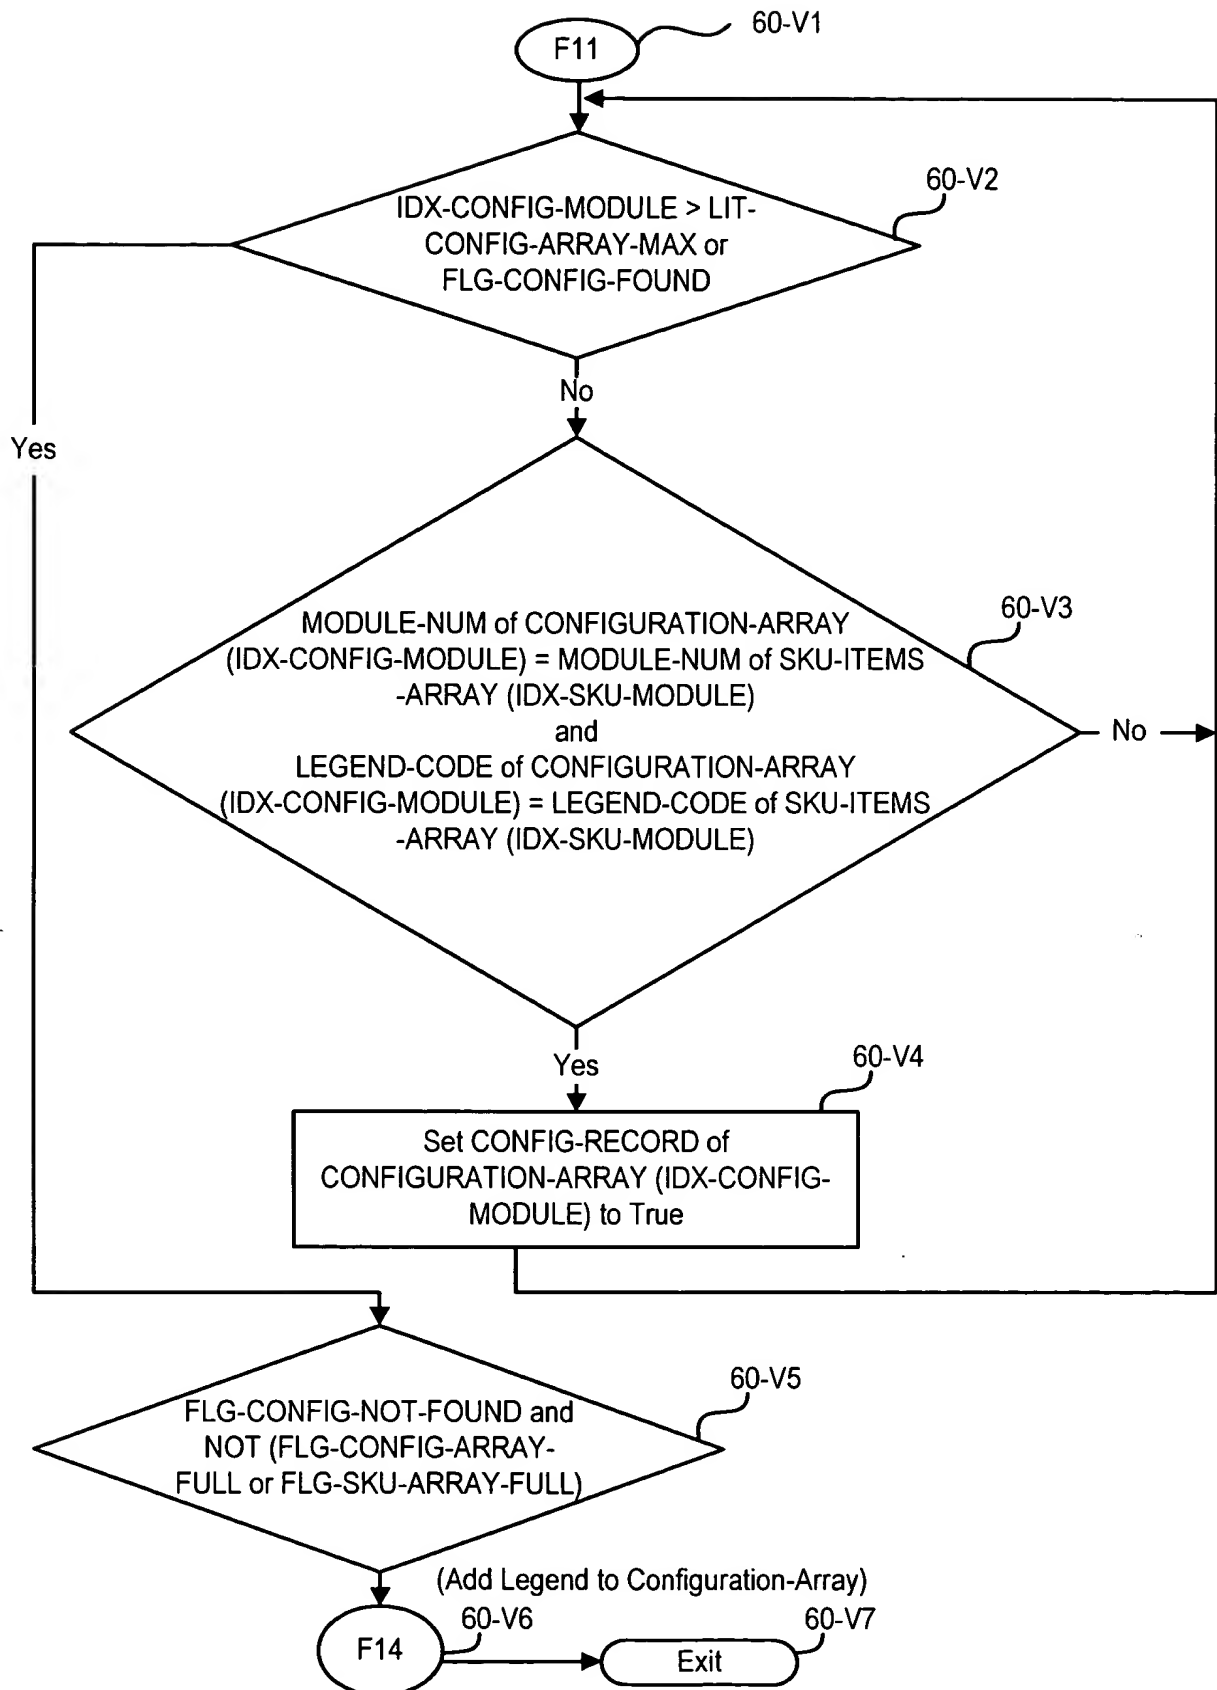 60-V1
F11
60-V2
IDX-CONFIG-MODULE > LIT-
CONFIG-ARRAY-MAX or
FLG-CONFIG-FOUND
No
Yes
60-V3
MODULE-NUM of CONFIGURATION-ARRAY
(IDX-CONFIG-MODULE) = MODULE-NUM of SKU-ITEMS
-ARRAY (IDX-SKU-MODULE)
and
LEGEND-CODE of CONFIGURATION-ARRAY
(IDX-CONFIG-MODULE) = LEGEND-CODE of SKU-ITEMS
-ARRAY (IDX-SKU-MODULE)
No
Yes
60-V4
Set CONFIG-RECORD of
CONFIGURATION-ARRAY (IDX-CONFIG-
MODULE) to True
60-V5
FLG-CONFIG-NOT-FOUND and
NOT (FLG-CONFIG-ARRAY-
FULL or FLG-SKU-ARRAY-FULL)
(Add Legend to Configuration-Array)
60-V6
60-V7
F14
Exit